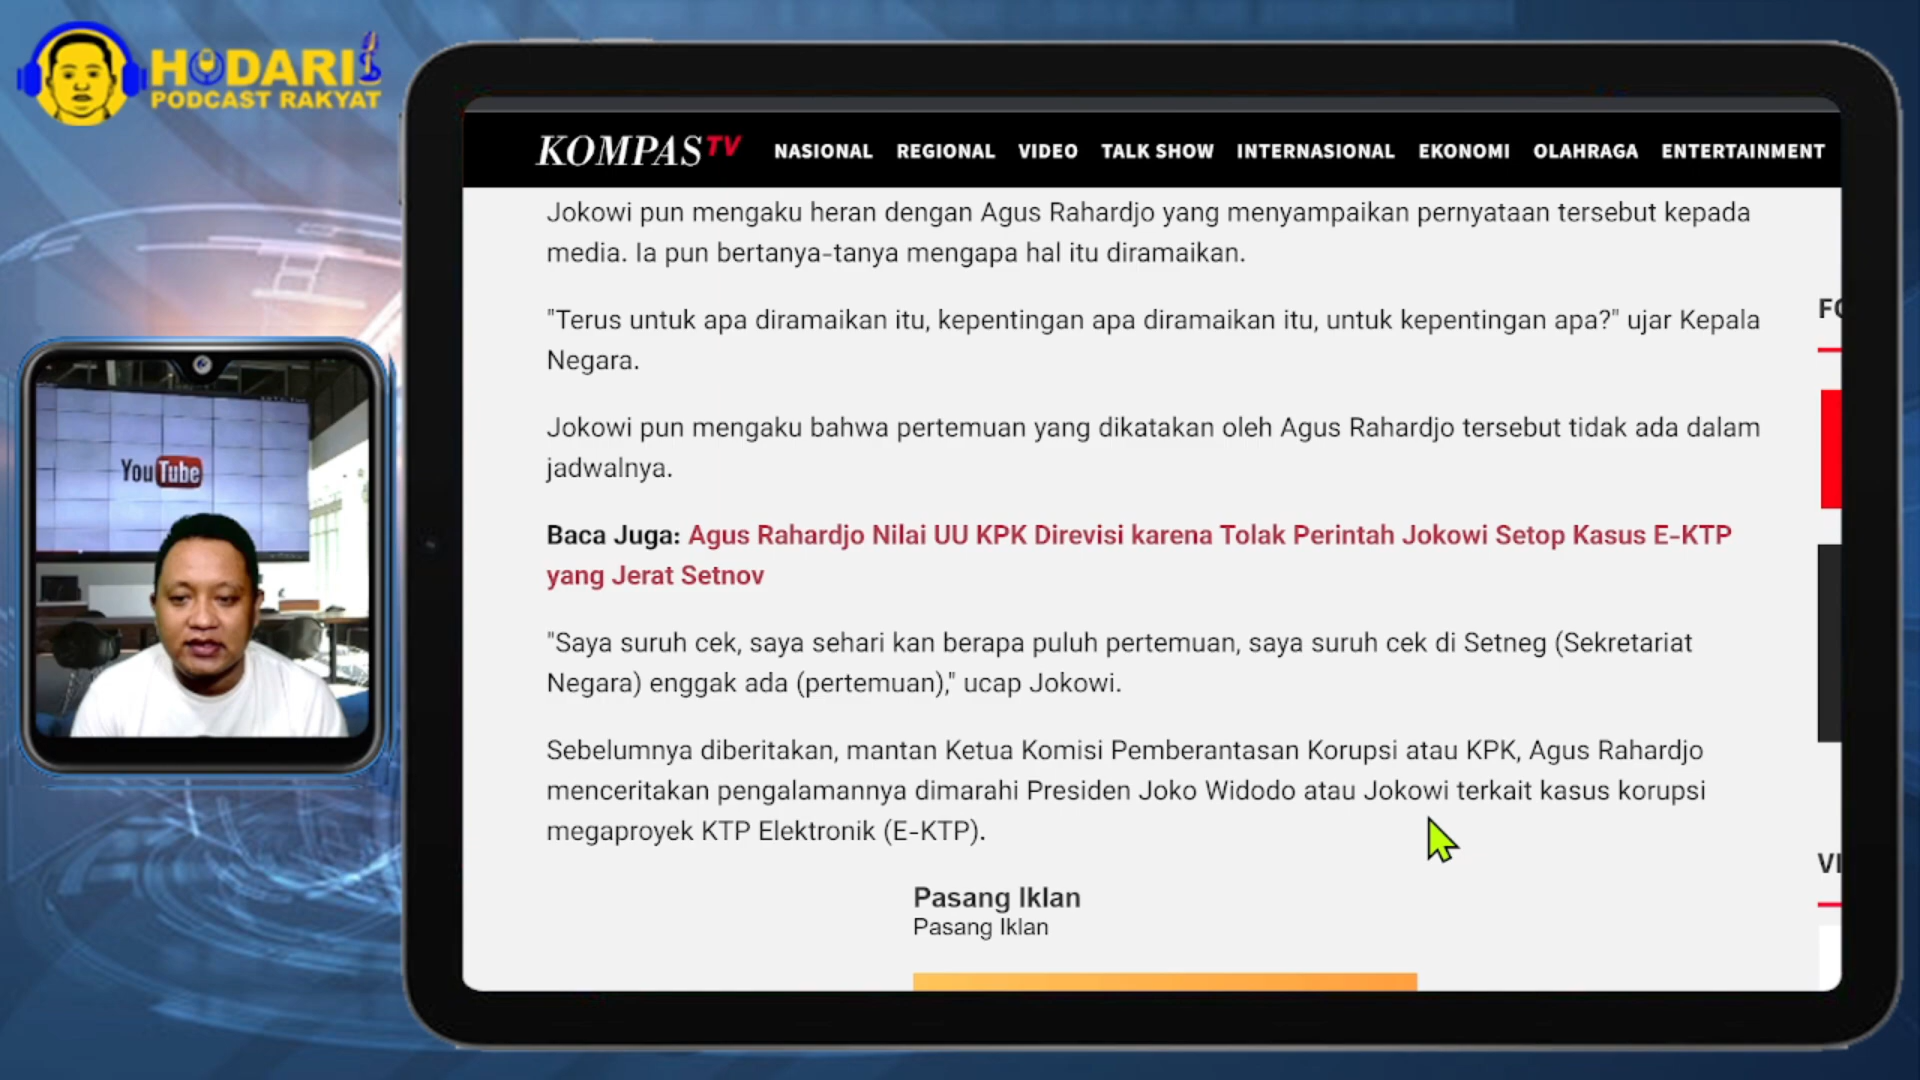 HODARI
PODCAST RAKYAT
YouTube
KOMPAS TV
NASIONAL REGIONAL VIDEO TALK SHOW INTERNASIONAL EKONOMI OLAHRAGA ENTERTAINMENT
Jokowi pun mengaku heran dengan Agus Rahardjo yang menyampaikan pernyataan tersebut kepada
media. Ia pun bertanya-tanya mengapa hal itu diramaikan.
"Terus untuk apa diramaikan itu, kepentingan apa diramaikan itu, untuk kepentingan apa?" ujar Kepala
Negara.
Jokowi pun mengaku bahwa pertemuan yang dikatakan oleh Agus Rahardjo tersebut tidak ada dalam
jadwalnya.
Baca Juga: Agus Rahardjo Nilai UU KPK Direvisi karena Tolak Perintah Jokowi Setop Kasus E-KTP
yang Jerat Setnov
"Saya suruh cek, saya sehari kan berapa puluh pertemuan, saya suruh cek di Setneg (Sekretariat
Negara) enggak ada (pertemuan)," ucap Jokowi.
Sebelumnya diberitakan, mantan Ketua Komisi Pemberantasan Korupsi atau KPK, Agus Rahardjo
menceritakan pengalamannya dimarahi Presiden Joko Widodo atau Jokowi terkait kasus korupsi
megaproyek KTP Elektronik (E-KTP).
Pasang Iklan
Pasang Iklan